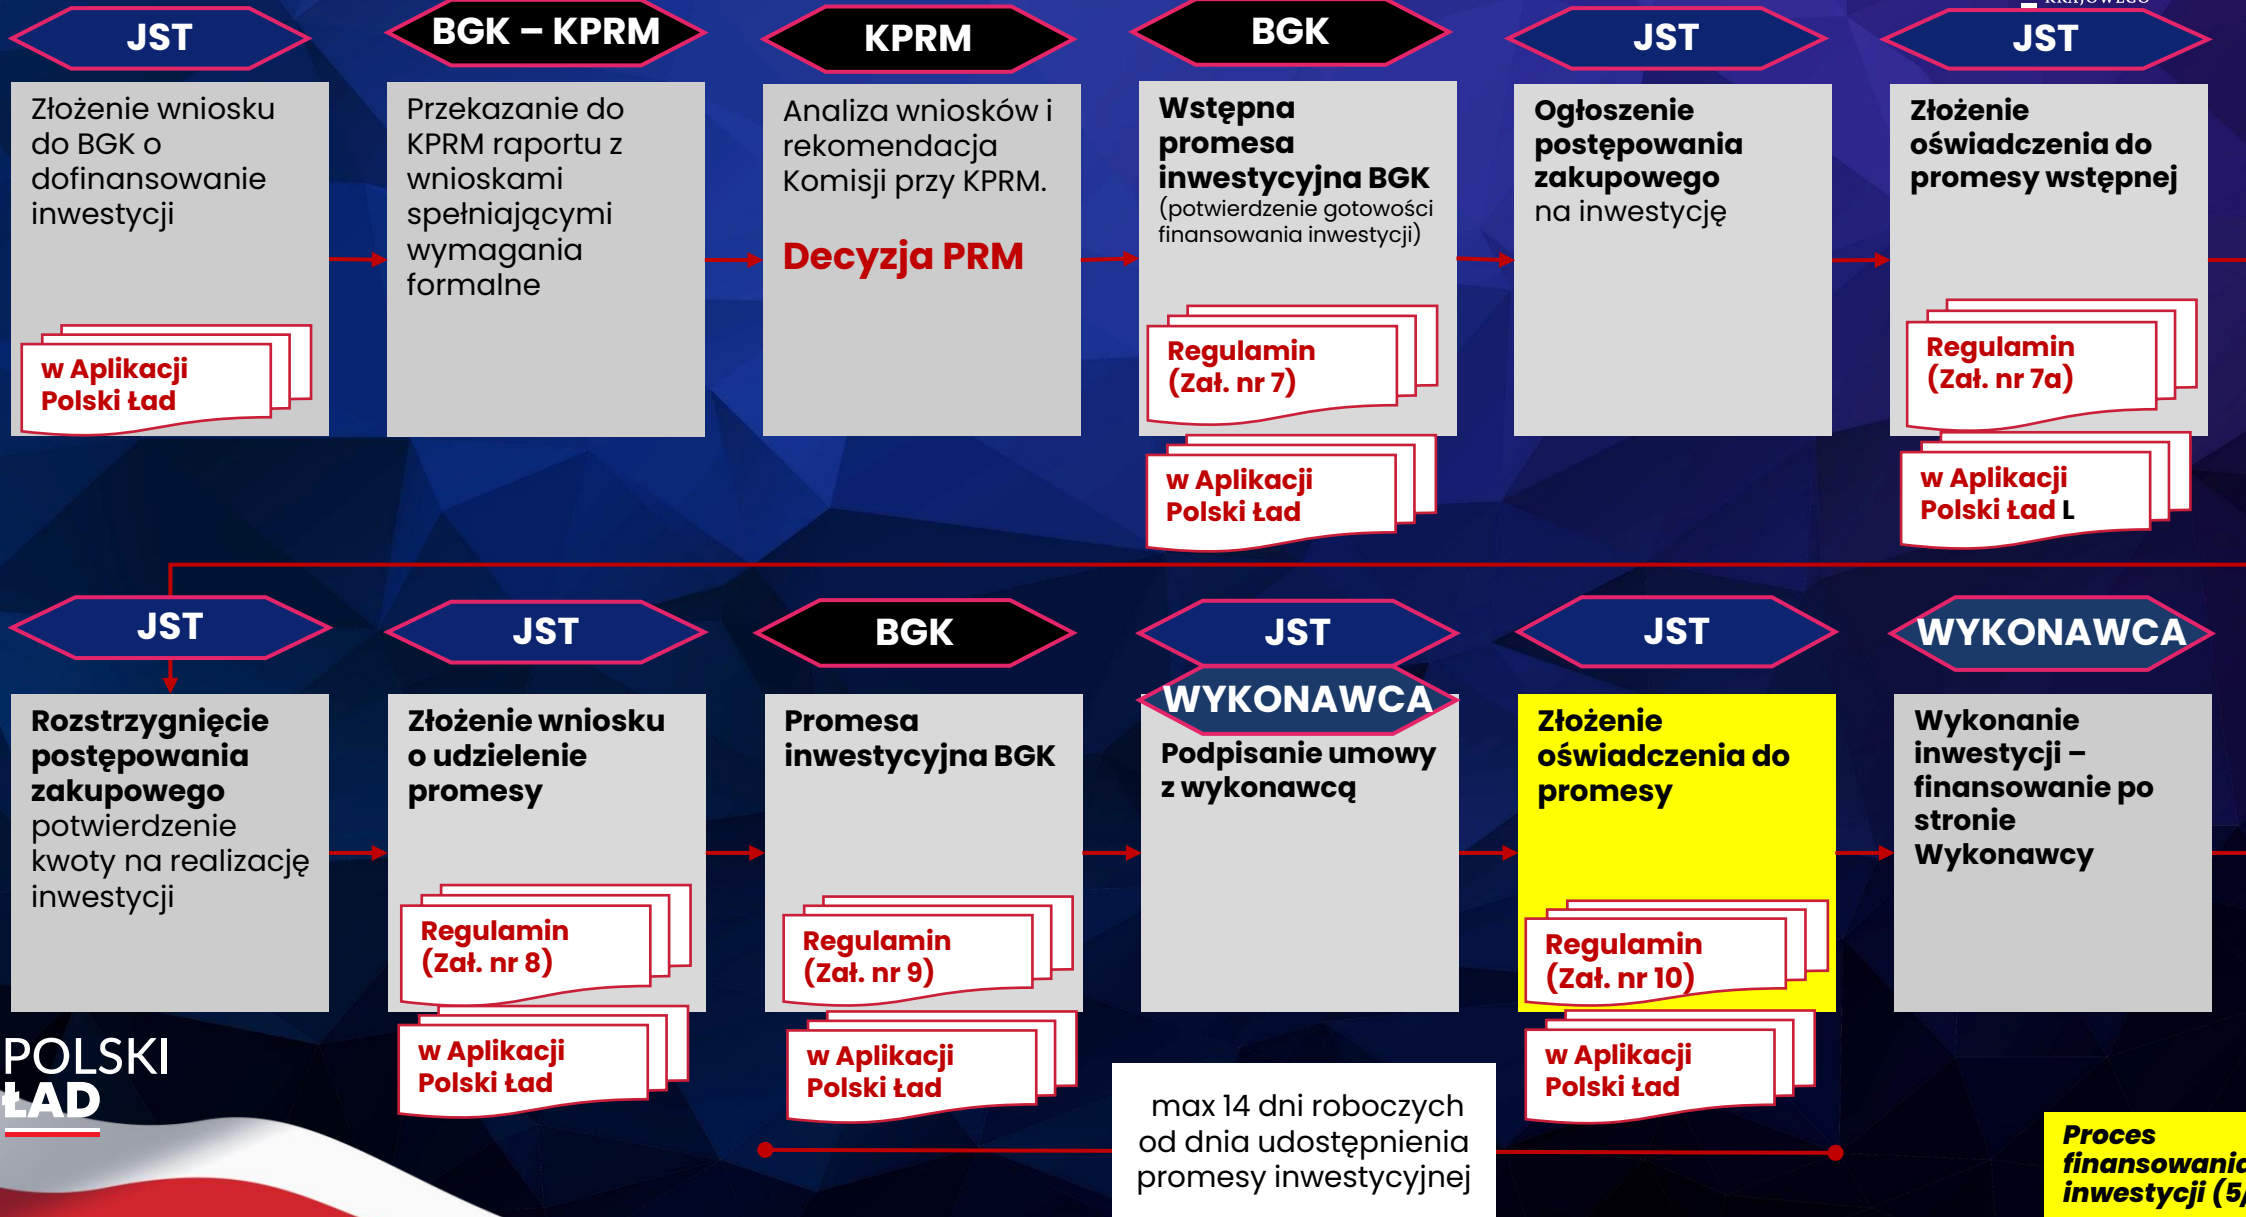 KRAJOWEGO
JST
Złożenie wniosku
do BGK o
dofinansowanie
inwestycji
w Aplikacji
Polski Ład
BGK – KPRM
Przekazanie do
KPRM raportu z
wnioskami
spełniającymi
wymagania
formalne
KPRM
Analiza wniosków i
rekomendacja
Komisji przy KPRM.
Decyzja PRM
BGK
Wstępna
promesa
inwestycyjna BGK
(potwierdzenie gotowości
finansowania inwestycji)
Regulamin
(Zał. nr 7)
w Aplikacji
Polski Ład
JST
Ogłoszenie
postępowania
zakupowego
na inwestycję
JST
Złożenie
oświadczenia do
promesy wstępnej
Regulamin
(Zał. nr 7a)
w Aplikacji
Polski Ład L
JST
Rozstrzygnięcie
postępowania
zakupowego
potwierdzenie
kwoty na realizację
inwestycji
JST
Złożenie wniosku
o udzielenie
promesy
Regulamin
(Zał. nr 8)
w Aplikacji
Polski Ład
BGK
Promesa
inwestycyjna BGK
Regulamin
(Zał. nr 9)
w Aplikacji
Polski Ład
JST
WYKONAWCA
Podpisanie umowy
z wykonawcą
JST
Złożenie
oświadczenia do
promesy
Regulamin
(Zał. nr 10)
w Aplikacji
Polski Ład
WYKONAWCA
Wykonanie
inwestycji –
finansowanie po
stronie
Wykonawcy
POLSKI
ŁAD
max 14 dni roboczych
od dnia udostępnienia
promesy inwestycyjnej
Proces
finansowania
inwestycji (5/